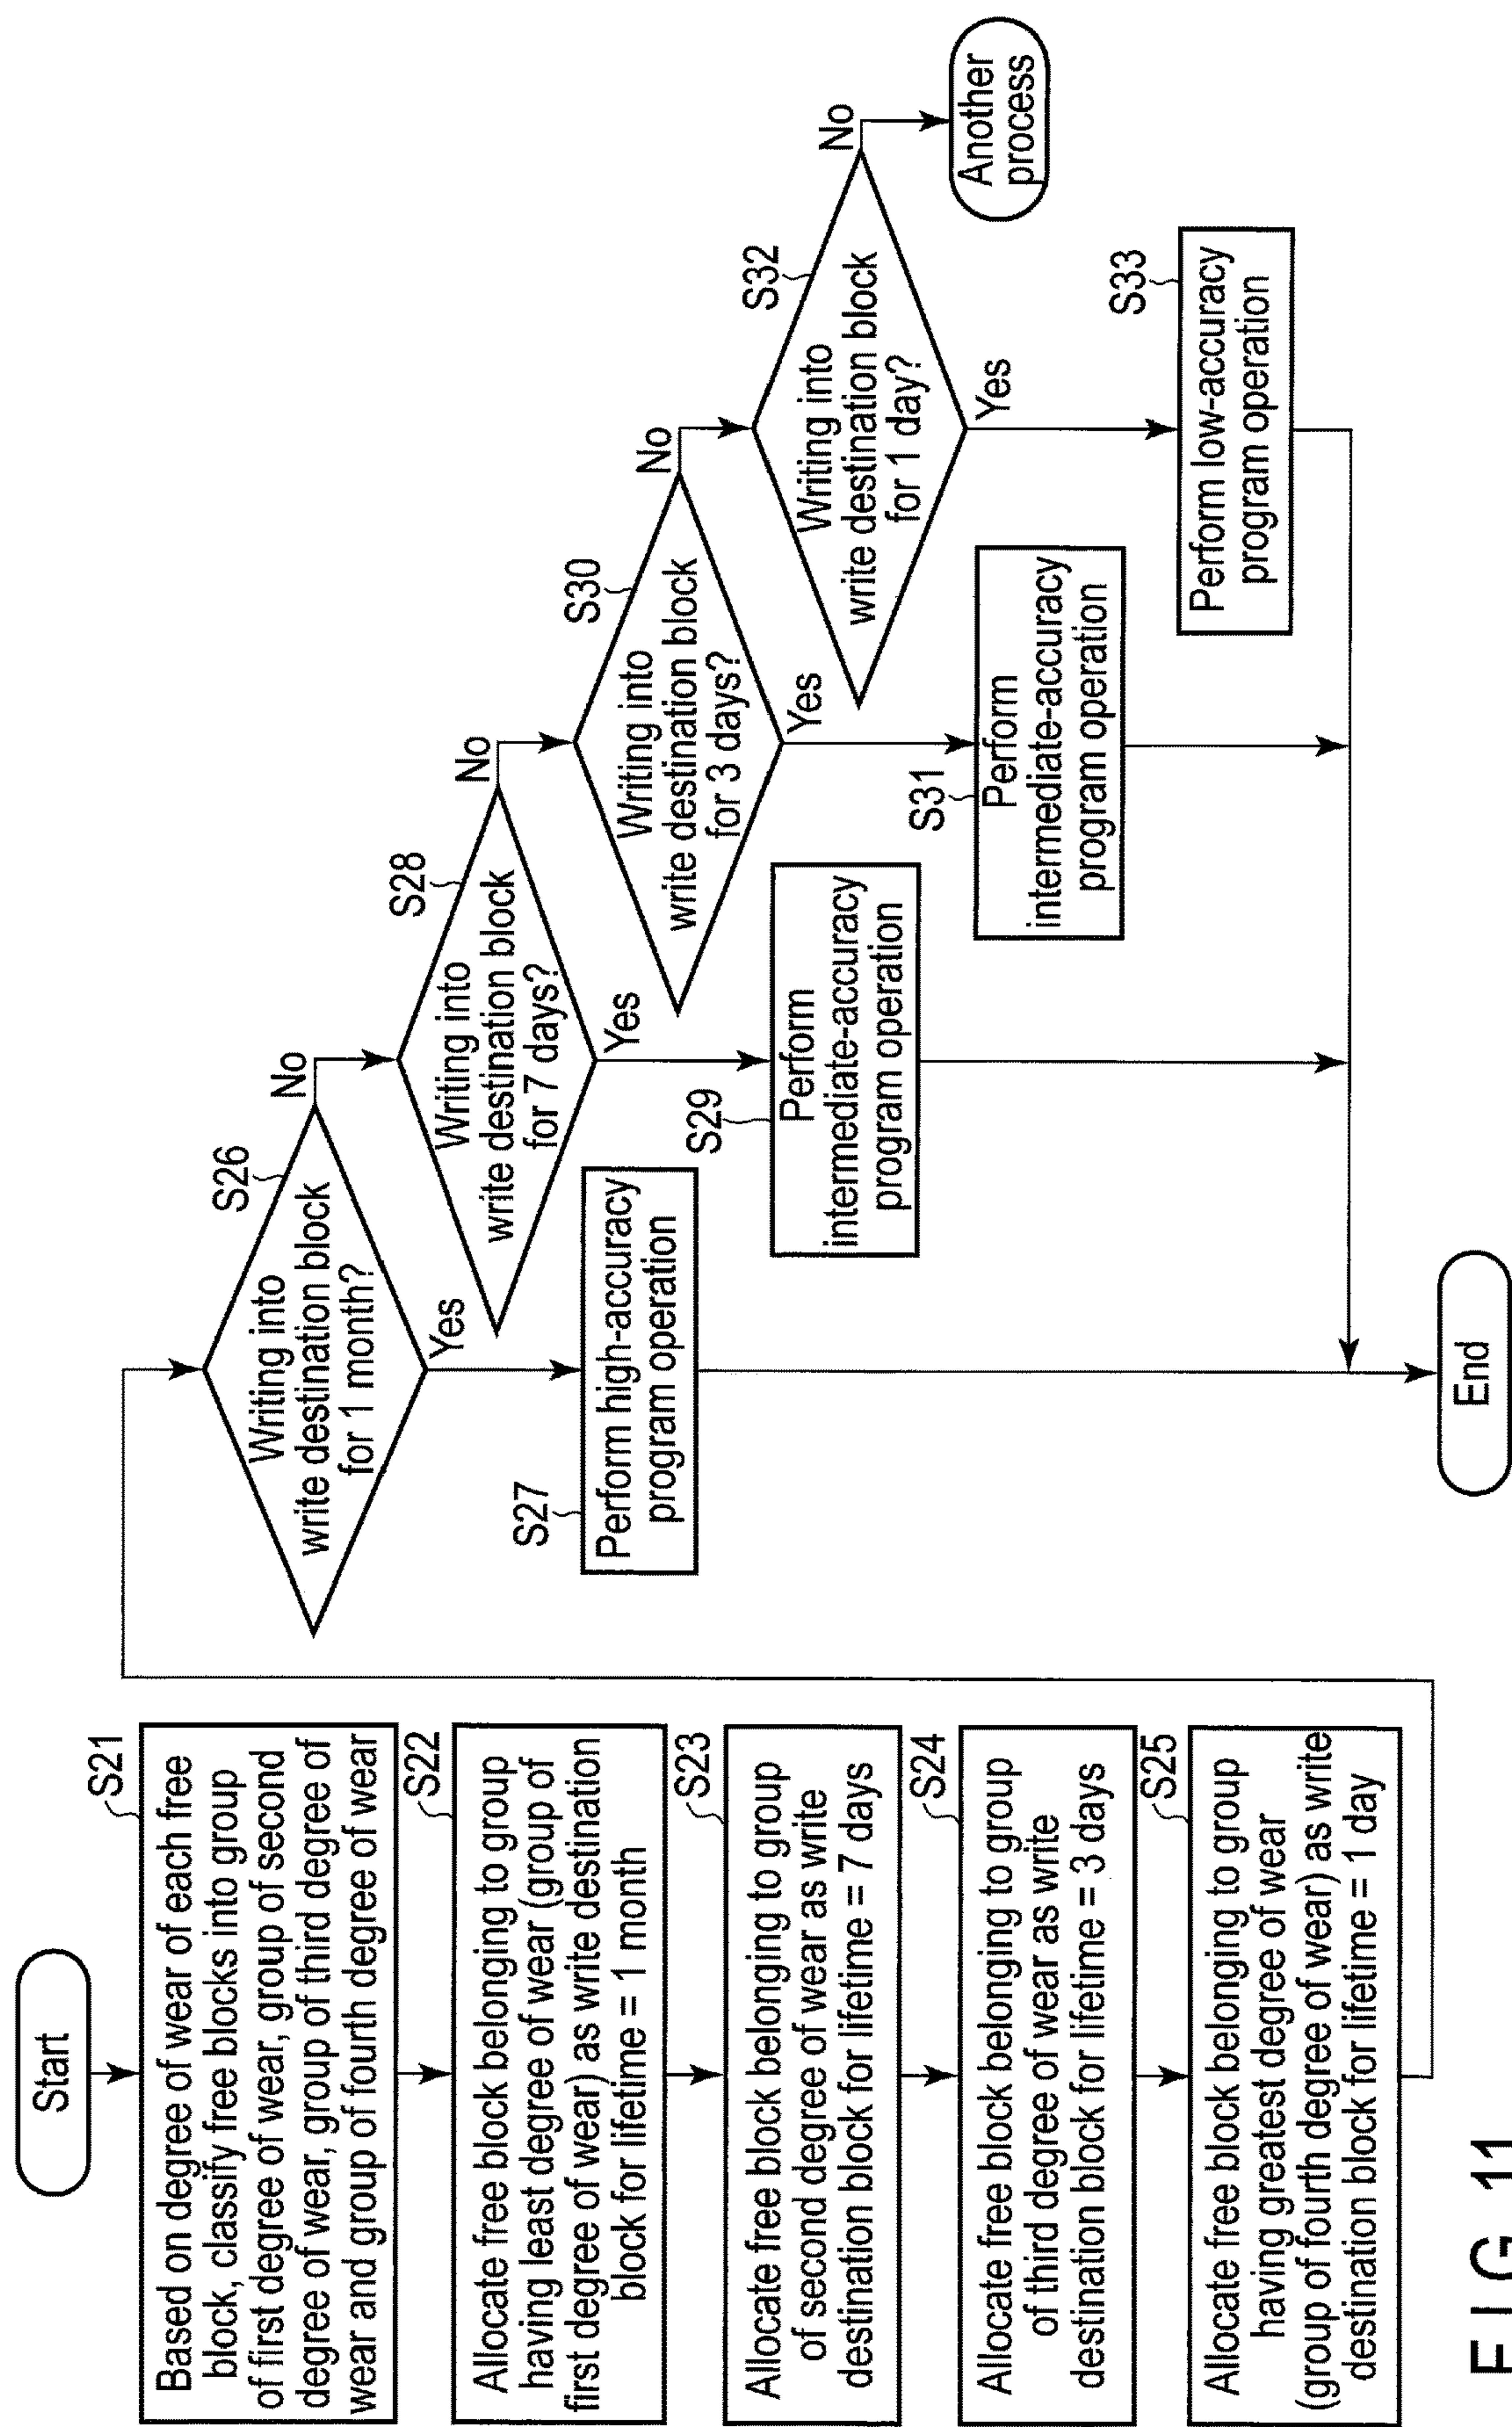 Start
S21
Based on degree of wear of each free
block, classify free blocks into group
of first degree of wear, group of second
degree of wear, group of third degree of
wear and group of fourth degree of wear
S22
Allocate free block belonging to group
having least degree of wear (group of
first degree of wear) as write destination
block for lifetime = 1 month
S23
Allocate free block belonging to group
of second degree of wear as write
destination block for lifetime = 7 days
S24
Allocate free block belonging to group
of third degree of wear as write
destination block for lifetime = 3 days
S25
Allocate free block belonging to group
having greatest degree of wear
(group of fourth degree of wear) as write
destination block for lifetime = 1 day
S26
Writing into
write destination block
for 1 month?
No
Yes
S27
Perform high-accuracy
program operation
S28
Writing into
write destination block
for 7 days?
No
Yes
S29
Perform
intermediate-accuracy
program operation
S30
Writing into
write destination block
for 3 days?
No
Yes
S31
Perform
intermediate-accuracy
program operation
S32
Writing into
write destination block
for 1 day?
No
Yes
S33
Perform low-accuracy
program operation
Another
process
End
F I G. 11